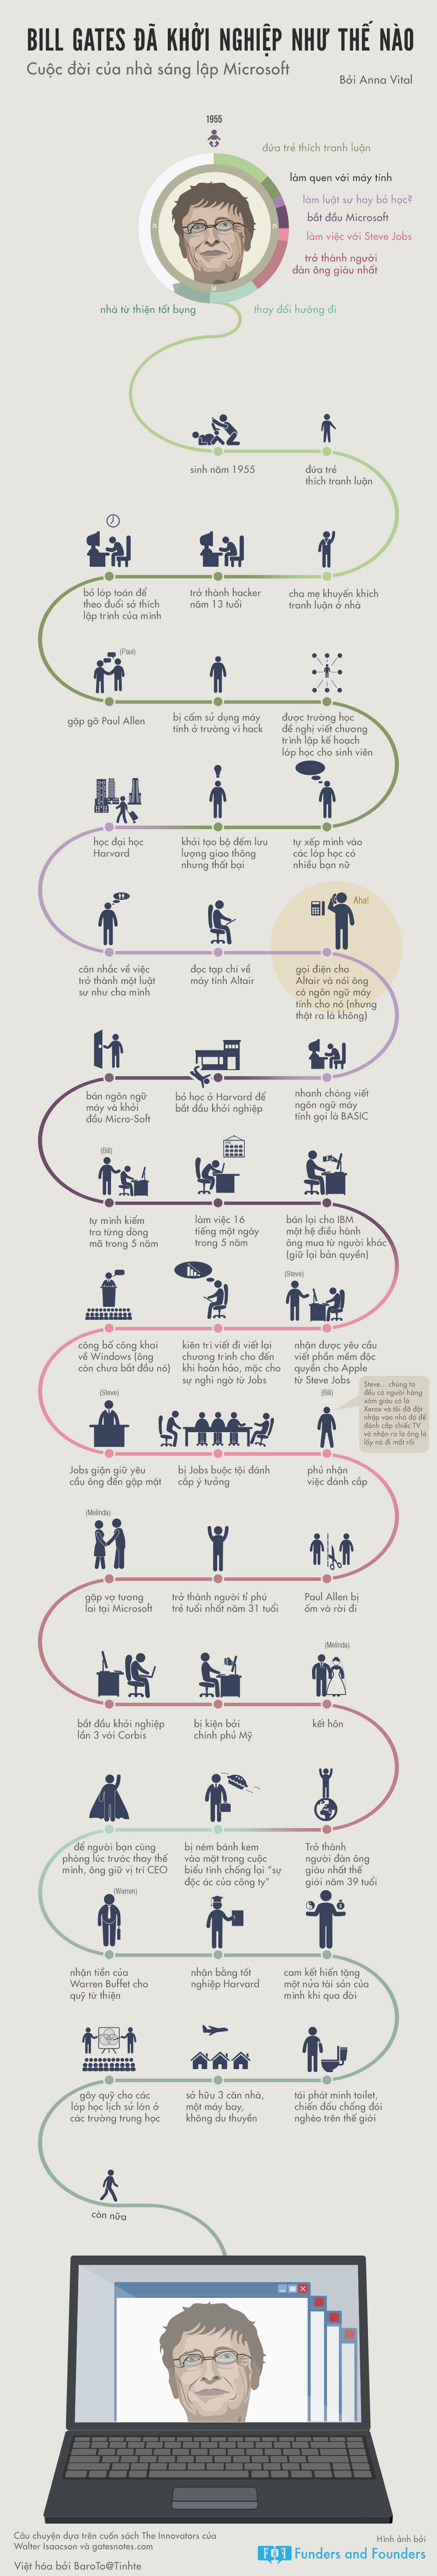 BILL GATES ĐÃ KHỞI NGHIỆP NHƯ THẾ NÀO
Cuộc đời của nhà sáng lập Microsoft
Bởi Anna Vital
1955
đứa trẻ thích tranh luận
làm quen với máy tính
làm luật sư hay bỏ học?
bắt đầu Microsoft
làm việc với Steve Jobs
trở thành người
đàn ông giàu nhất
75
25
50
nhà từ thiện tốt bụng
thay đổi hướng đi
sinh năm 1955
đứa trẻ
thích tranh luận
bỏ lớp toán để
theo đuổi sở thích
lập trình của mình
trở thành hacker
năm 13 tuổi
cha mẹ khuyến khích
tranh luận ở nhà
(Paul)
gặp gỡ Paul Allen
bị cấm sử dụng máy
tính ở trường vì hack
được trường học
đề nghị viết chương
trình lập kế hoạch
lớp học cho sinh viên
học đại học
Harvard
khởi tạo bộ đếm lưu
lượng giao thông
nhưng thất bại
tự xếp mình vào
các lớp học có
nhiều bạn nữ
Aha!
cân nhắc về việc
trở thành một luật
sư như cha mình
đọc tạp chí về
máy tính Altair
gọi điện cho
Altair và nói ông
có ngôn ngữ máy
tính cho nó (nhưng
thật ra là không)
bán ngôn ngữ
máy và khởi
đầu Micro-Soft
bỏ học ở Harvard để
bắt đầu khởi nghiệp
nhanh chóng viết
ngôn ngữ máy
tính gọi là BASIC
(Bill)
tự mình kiểm
tra từng dòng
mã trong 5 năm
làm việc 16
tiếng một ngày
trong 5 năm
bán lại cho IBM
một hệ điều hành
ông mua từ người khác
(giữ lại bản quyền)
(Steve)
công bố công khai
về Windows (ông
còn chưa bắt đầu nó)
kiên trì viết đi viết lại
chương trình cho đến
khi hoàn hảo, mặc cho
sự nghi ngờ từ Jobs
nhận được yêu cầu
viết phần mềm độc
quyền cho Apple
từ Steve Jobs
(Steve)
(Bill)
Steve... chúng ta
đều có người hàng
xóm giàu có là
Xerox và tôi đã đột
nhập vào nhà đó để
đánh cắp chiếc TV
và nhận ra là ông là
lấy nó đi mất rồi
Jobs giận giữ yêu
cầu ông đến gặp mặt
bị Jobs buộc tội đánh
cắp ý tưởng
phủ nhận
việc đánh cắp
(Melinda)
gặp vợ tương
lai tại Microsoft
trở thành người tỉ phú
trẻ tuổi nhất năm 31 tuổi
Paul Allen bị
ốm và rời đi
(Melinda)
bắt đầu khởi nghiệp
lần 3 với Corbis
bị kiện bởi
chính phủ Mỹ
kết hôn
để người bạn cùng
phòng lúc trước thay thế
mình, ông giữ vị trí CEO
bị ném bánh kem
vào mặt trong cuộc
biểu tình chống lại "sự
độc ác của công ty"
Trở thành
người đàn ông
giàu nhất thế
giới năm 39 tuổi
(Warren)
nhận tiền của
Warren Buffet cho
quỹ từ thiện
nhận bằng tốt
nghiệp Harvard
cam kết hiến tặng
một nửa tài sản của
mình khi qua đời
gây quỹ cho các
lớp học lịch sử lớn ở
các trường trung học
sở hữu 3 căn nhà,
một máy bay,
không du thuyền
tái phát minh toilet,
chiến đấu chống đói
nghèo trên thế giới
còn nữa
Câu chuyện dựa trên cuốn sách The Innovators của
Walter Isaacson và gatesnotes.com
Việt hóa bởi BaroTo@Tinhte
Hình ảnh bởi
F&F Funders and Founders